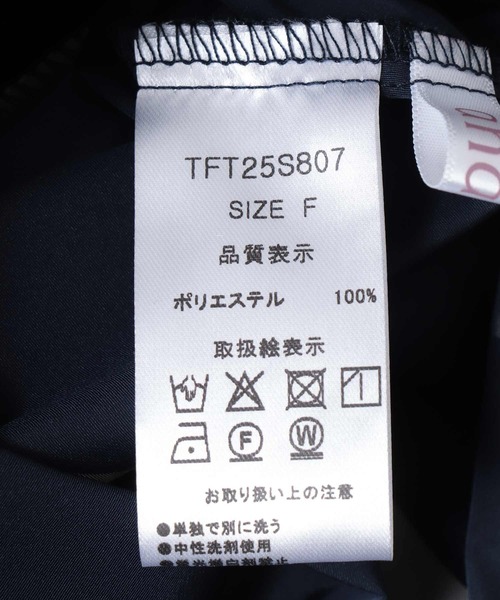 TFT25S807
SIZE F
品質表示
ポリエステル 100%
取扱絵表示
F W
お取り扱い上の注意
●単独で別に洗う
●中性洗剤使用